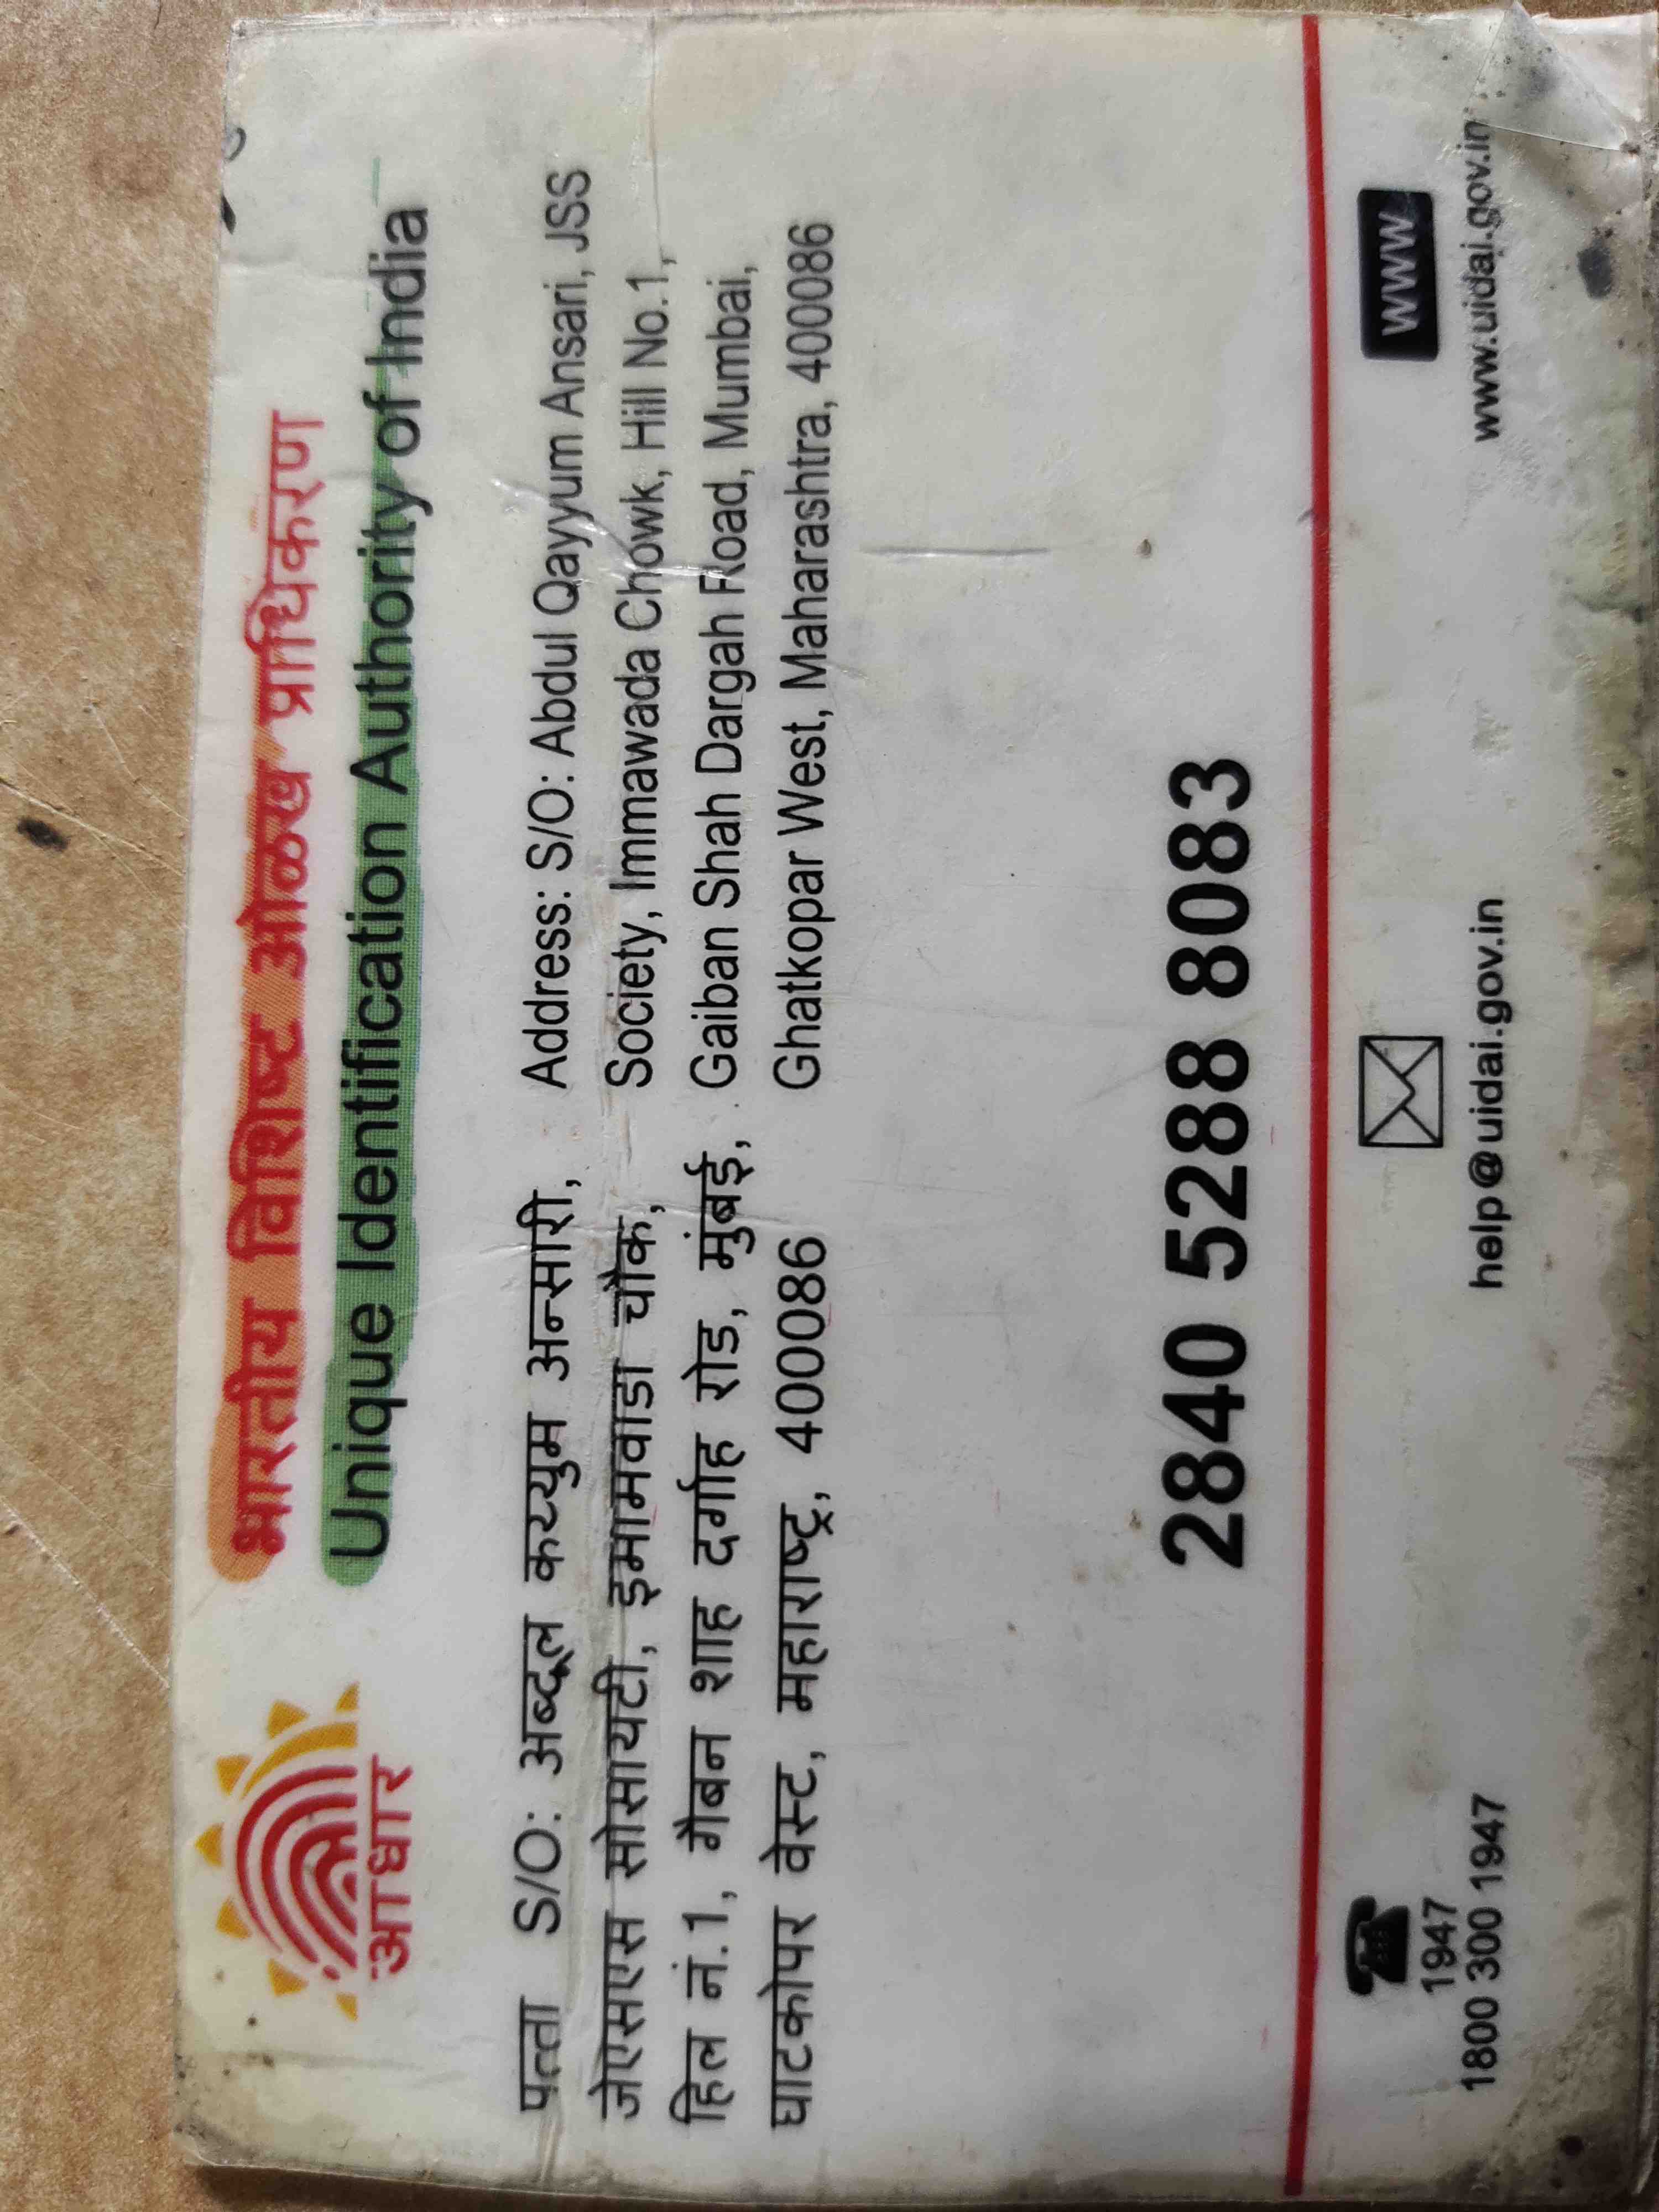 भारतीय विशिष्ट ओळख प्राधिकरण
Unique Identification Authority of India
आधार
पत्ता S/O: अब्दूल कय्युम अन्सारी,
जेएसएस सोसायटी, इमामवाडा चौक,
हिल नं.1, गैबन शाह दर्गाह रोड, मुंबई,
घाटकोपर वेस्ट, महाराष्ट्र, 400086
Address: S/O: Abdul Qayyum Ansari, JSS
Society, Immawada Chowk, Hill No.1,
Gaiban Shah Dargah Road, Mumbai,
Ghatkopar West, Maharashtra, 400086
2840 5288 8083
1947
1800 300 1947
help@uidai.gov.in
WWW
www.uidai.gov.in